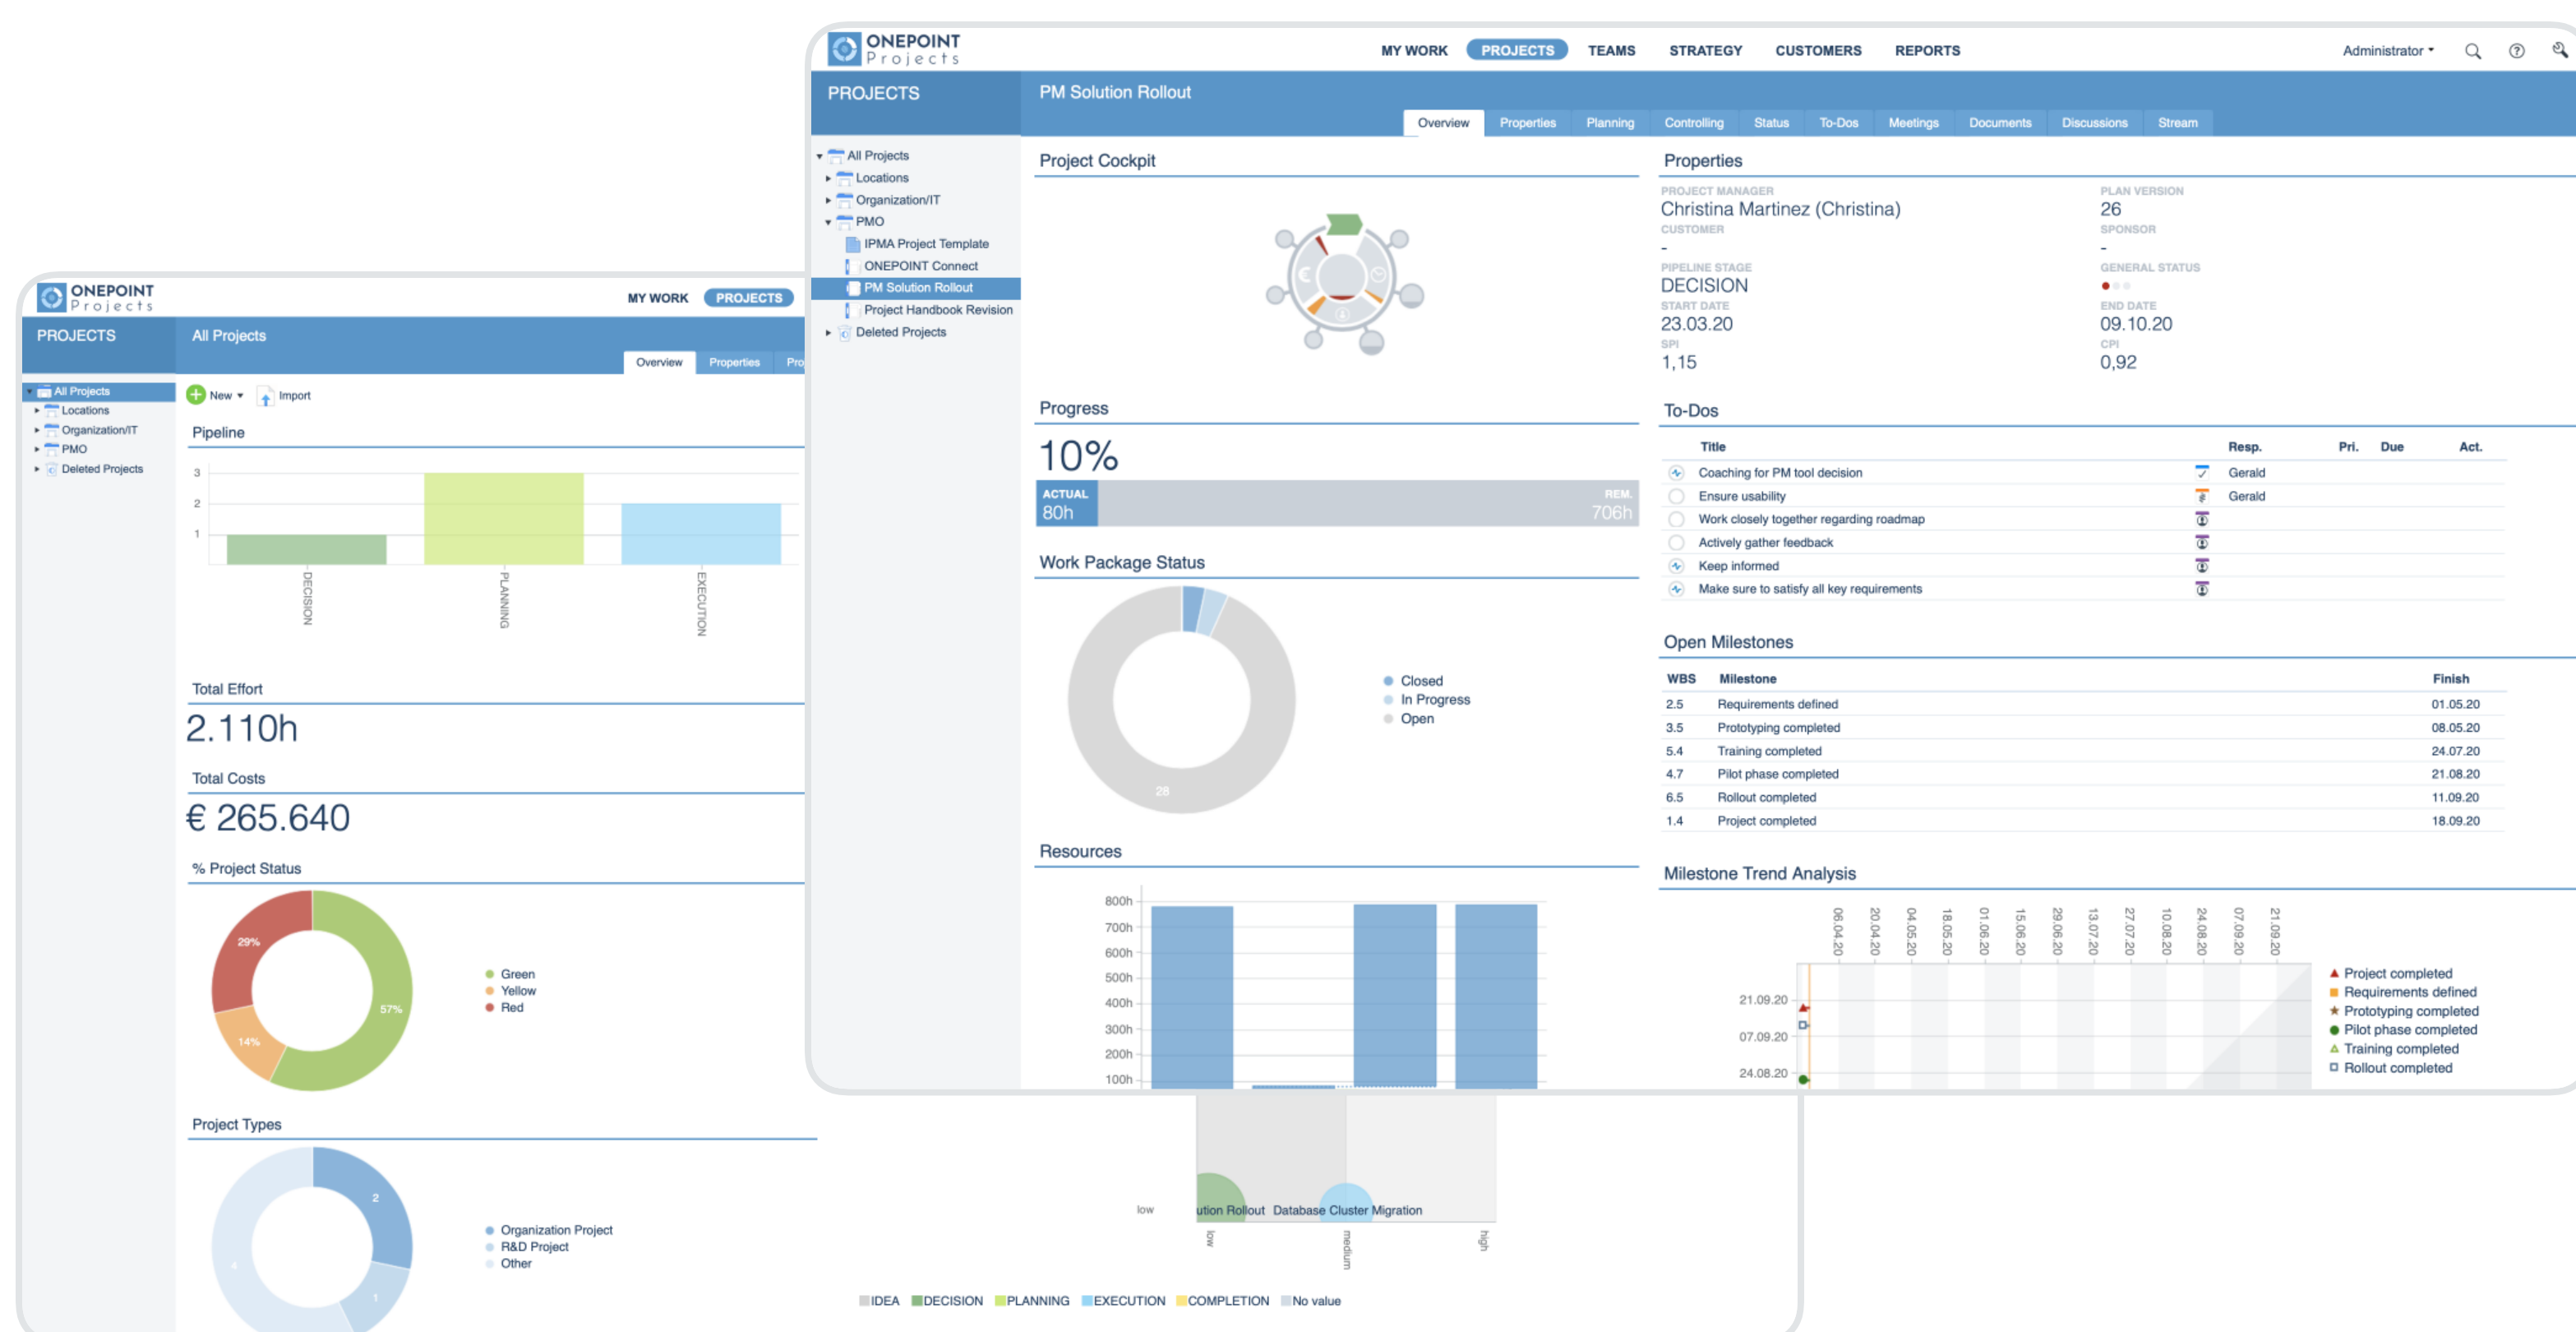 ONEPOINT
Projects
MY WORK PROJECTS
PROJECTS
All Projects
Overview Properties
All Projects
Locations
Organization/IT
PMO
Deleted Projects
New Import
Pipeline
3
2
1
DECISION PLANNING EXECUTION
Total Effort
2.110h
Total Costs
€ 265.640
% Project Status
29%
57%
14%
Green
Yellow
Red
Project Types
2
4
1
Organization Project
R&D Project
Other
low
ution Rollout Database Cluster Migration
low medium high
IDEA DECISION PLANNING EXECUTION COMPLETION No value
ONEPOINT
Projects
MY WORK PROJECTS TEAMS STRATEGY CUSTOMERS REPORTS
Administrator
PROJECTS
PM Solution Rollout
Overview Properties Planning Controlling Status To-Dos Meetings Documents Discussions Stream
All Projects
Locations
Organization/IT
PMO
IPMA Project Template
ONEPOINT Connect
PM Solution Rollout
Project Handbook Revision
Deleted Projects
Project Cockpit
Progress
10%
ACTUAL REM.
80h 706h
Work Package Status
28
Closed
In Progress
Open
Resources
800h
700h
600h
500h
400h
300h
200h
100h
Properties
PROJECT MANAGER PLAN VERSION
Christina Martinez (Christina) 26
CUSTOMER SPONSOR
- -
PIPELINE STAGE GENERAL STATUS
DECISION
START DATE END DATE
23.03.20 09.10.20
SPI CPI
1,15 0,92
To-Dos
Title Resp. Pri. Due Act.
Coaching for PM tool decision Gerald
Ensure usability Gerald
Work closely together regarding roadmap
Actively gather feedback
Keep informed
Make sure to satisfy all key requirements
Open Milestones
WBS Milestone Finish
2.5 Requirements defined 01.05.20
3.5 Prototyping completed 08.05.20
5.4 Training completed 24.07.20
4.7 Pilot phase completed 21.08.20
6.5 Rollout completed 11.09.20
1.4 Project completed 18.09.20
Milestone Trend Analysis
06.04.20 20.04.20 04.05.20 18.05.20 01.06.20 15.06.20 29.06.20 13.07.20 27.07.20 10.08.20 24.08.20 07.09.20 21.09.20
21.09.20
07.09.20
24.08.20
Project completed
Requirements defined
Prototyping completed
Pilot phase completed
Training completed
Rollout completed